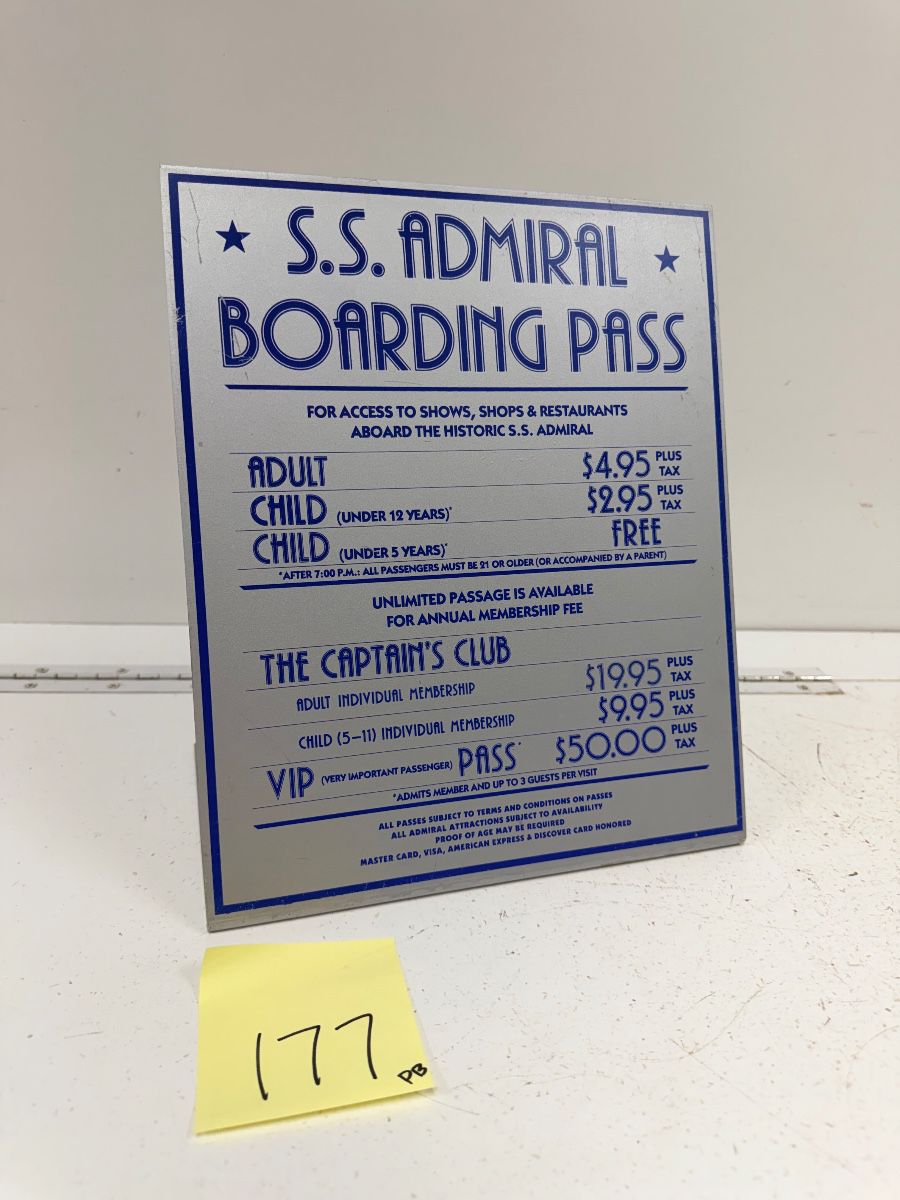 ★ S.S. ADMIRAL ★
BOARDING PASS
FOR ACCESS TO SHOWS, SHOPS & RESTAURANTS
ABOARD THE HISTORIC S.S. ADMIRAL
ADULT $4.95 PLUS TAX
CHILD (UNDER 12 YEARS)* $2.95 PLUS TAX
CHILD (UNDER 5 YEARS)* FREE
*AFTER 7:00 P.M.: ALL PASSENGERS MUST BE 21 OR OLDER (OR ACCOMPANIED BY A PARENT)
UNLIMITED PASSAGE IS AVAILABLE
FOR ANNUAL MEMBERSHIP FEE
THE CAPTAIN'S CLUB
ADULT INDIVIDUAL MEMBERSHIP $19.95 PLUS TAX
CHILD (5–11) INDIVIDUAL MEMBERSHIP $9.95 PLUS TAX
VIP (VERY IMPORTANT PASSENGER) PASS* $50.00 PLUS TAX
*ADMITS MEMBER AND UP TO 3 GUESTS PER VISIT
ALL PASSES SUBJECT TO TERMS AND CONDITIONS ON PASSES
ALL ADMIRAL ATTRACTIONS SUBJECT TO AVAILABILITY
PROOF OF AGE MAY BE REQUIRED
MASTER CARD, VISA, AMERICAN EXPRESS & DISCOVER CARD HONORED
177
PB